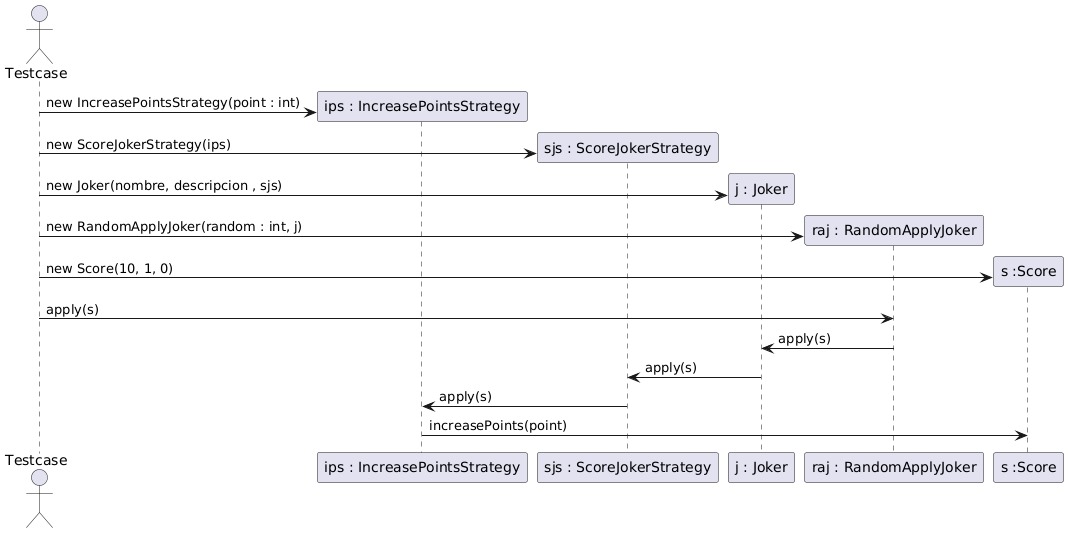 Testcase
new IncreasePointsStrategy(point : int)
ips : IncreasePointsStrategy
new ScoreJokerStrategy(ips)
sjs : ScoreJokerStrategy
new Joker(nombre, descripcion , sjs)
j : Joker
new RandomApplyJoker(random : int, j)
raj : RandomApplyJoker
new Score(10, 1, 0)
s :Score
apply(s)
apply(s)
apply(s)
apply(s)
increasePoints(point)
Testcase
ips : IncreasePointsStrategy
sjs : ScoreJokerStrategy
j : Joker
raj : RandomApplyJoker
s :Score